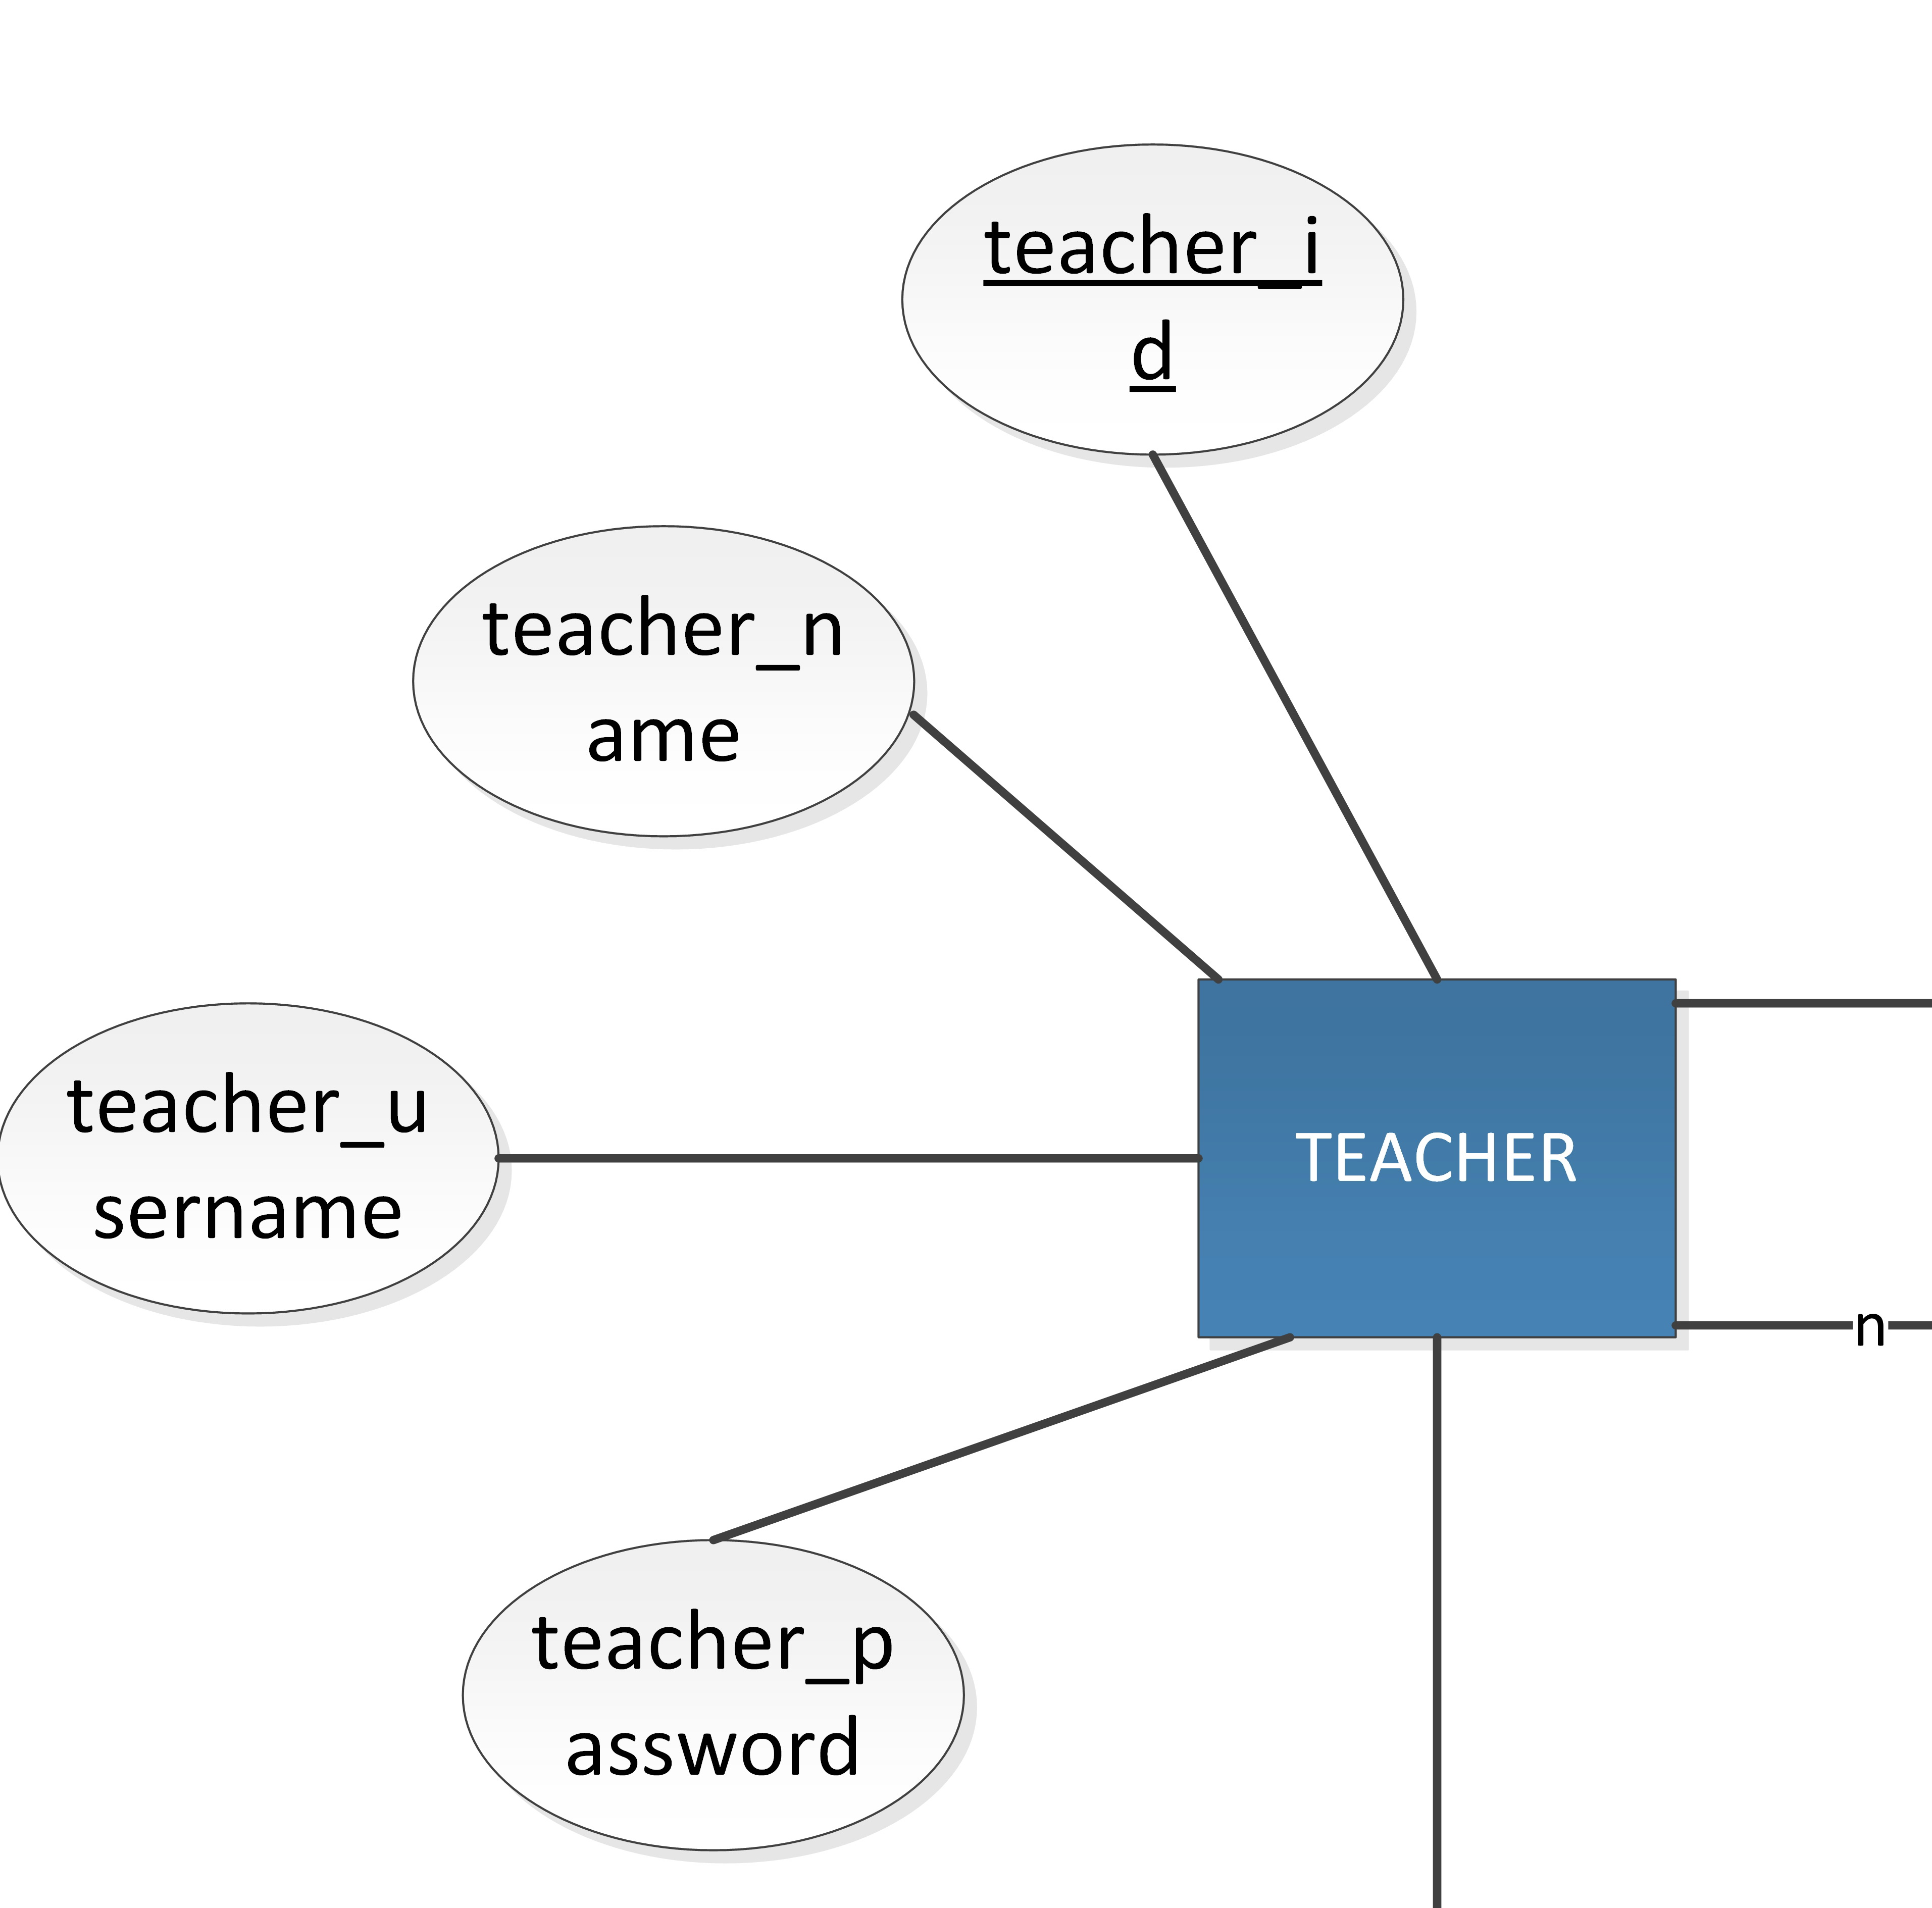 teacher_i
d
teacher_n
ame
teacher_u
sername
TEACHER
n
teacher_p
assword